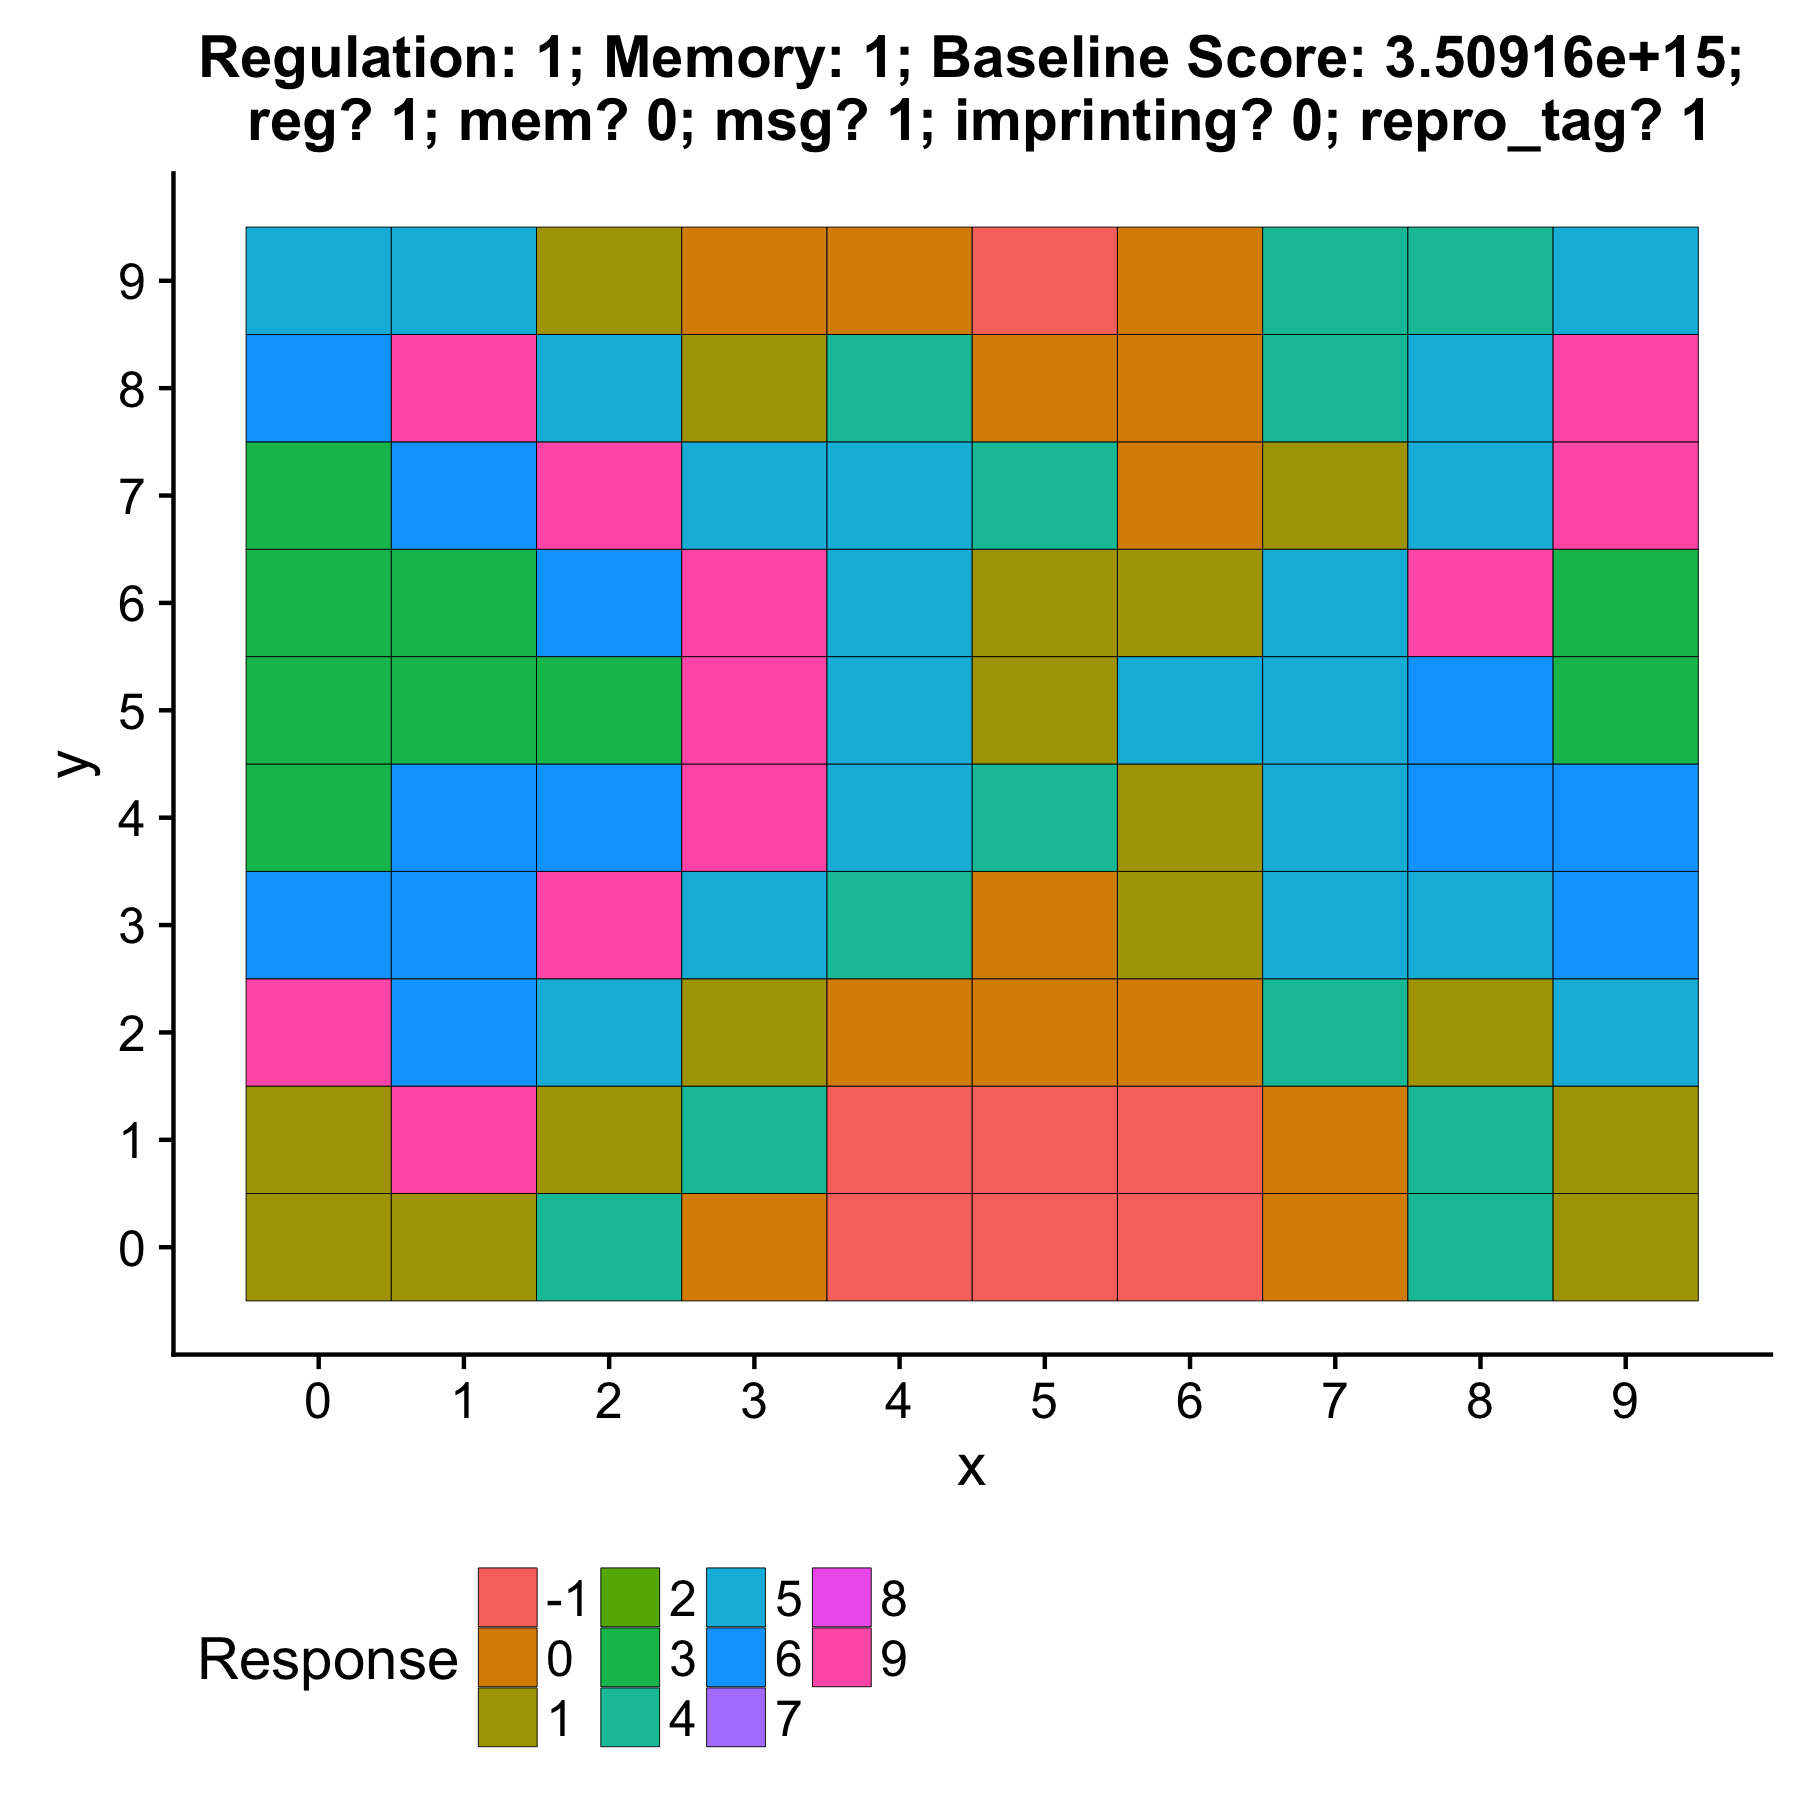 Regulation: 1; Memory: 1; Baseline Score: 3.50916e+15;
reg? 1; mem? 0; msg? 1; imprinting? 0; repro_tag? 1
9
8
7
6
5
4
3
2
1
0
y
0 1 2 3 4 5 6 7 8 9
x
Response
-1 2 5 8
0 3 6 9
1 4 7